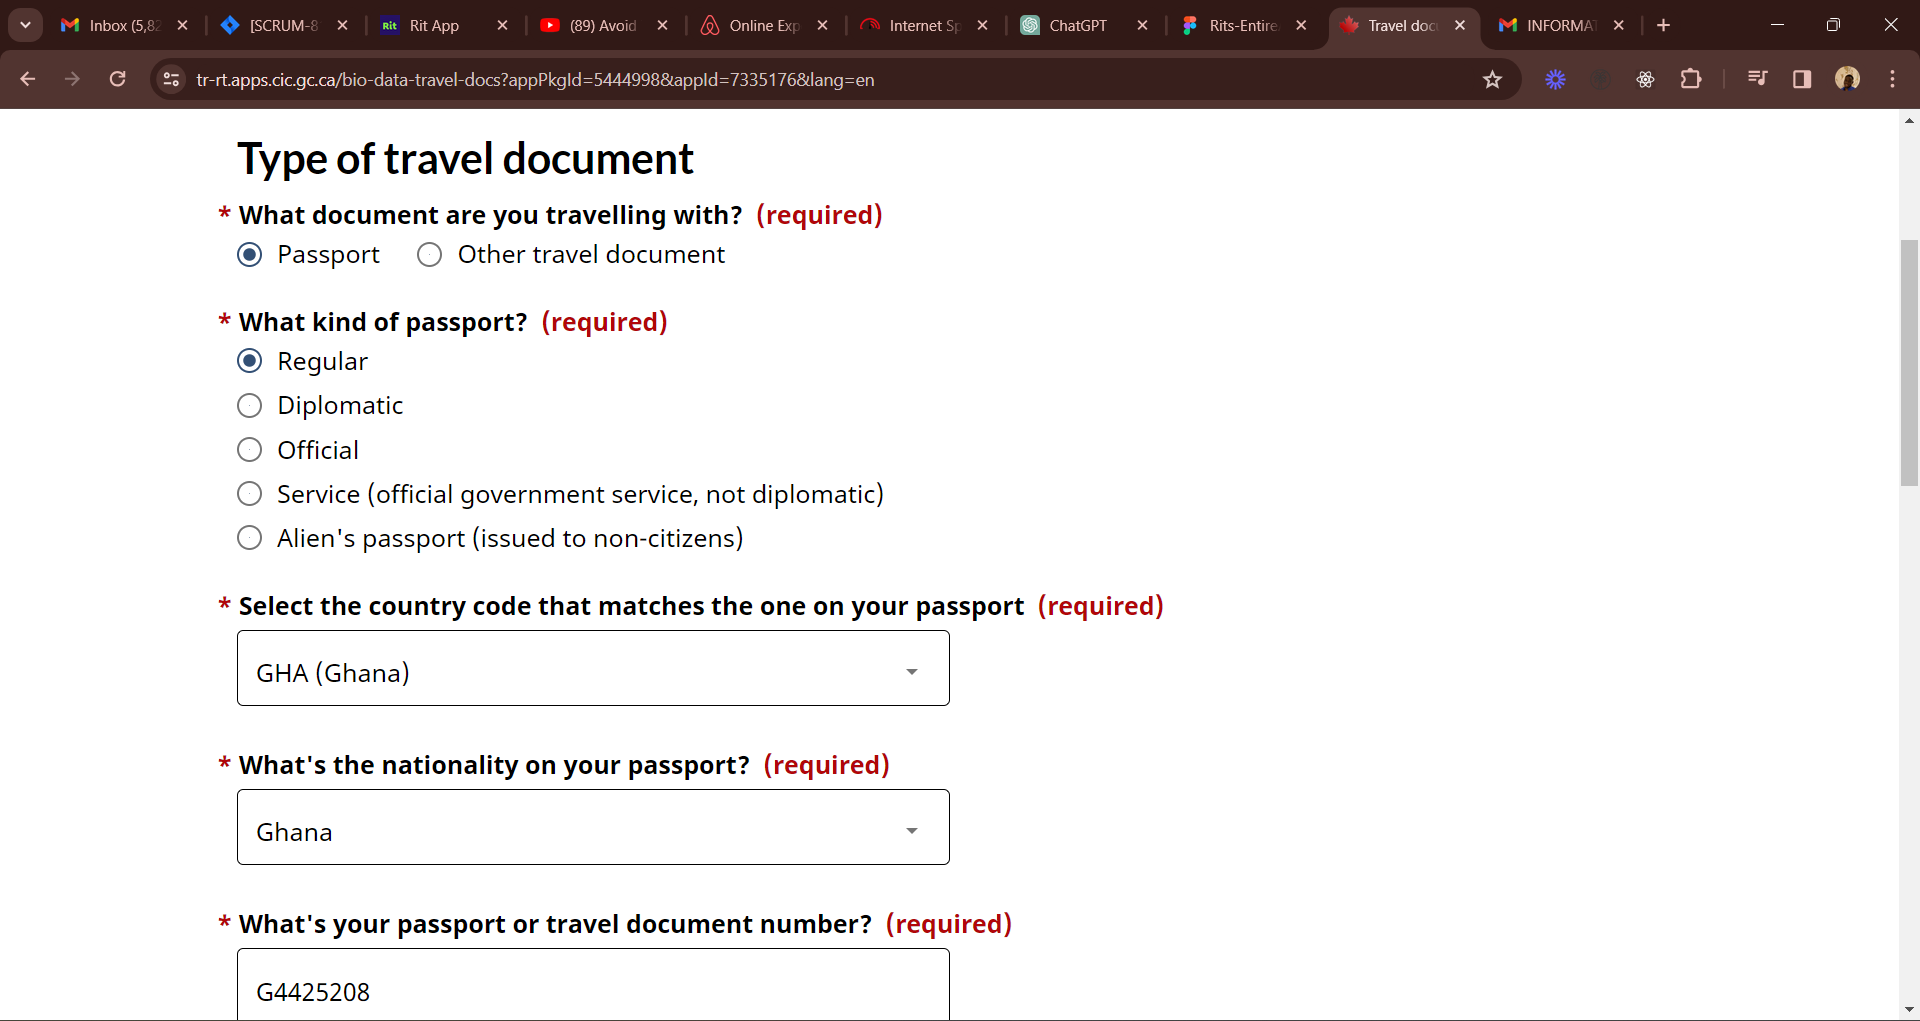 Inbox (5,82
[SCRUM-8
Rit Rit App
(89) Avoid
Online Exp
Internet Sp
ChatGPT
Rits-Entire
Travel doc
INFORMA
tr-rt.apps.cic.gc.ca/bio-data-travel-docs?appPkgId=5444998&appId=7335176&lang=en
Type of travel document
* What document are you travelling with? (required)
Passport Other travel document
* What kind of passport? (required)
Regular
Diplomatic
Official
Service (official government service, not diplomatic)
Alien's passport (issued to non-citizens)
* Select the country code that matches the one on your passport (required)
GHA (Ghana)
* What's the nationality on your passport? (required)
Ghana
* What's your passport or travel document number? (required)
G4425208